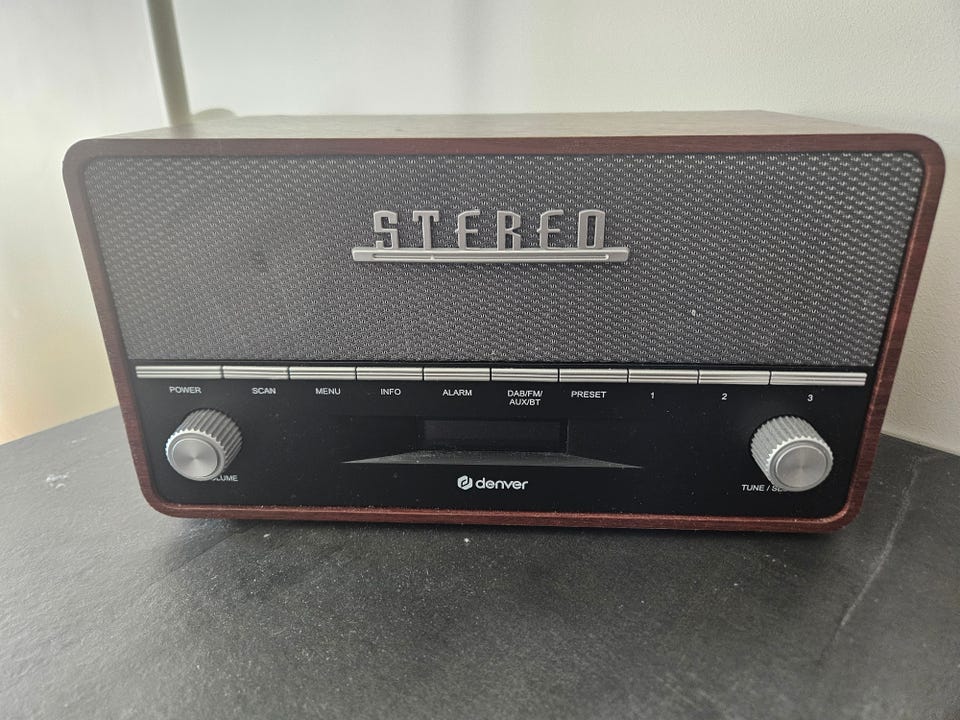 STEREO
POWER SCAN MENU INFO ALARM DAB/FM/ PRESET 1 2 3
AUX/BT
TUNE /
denver